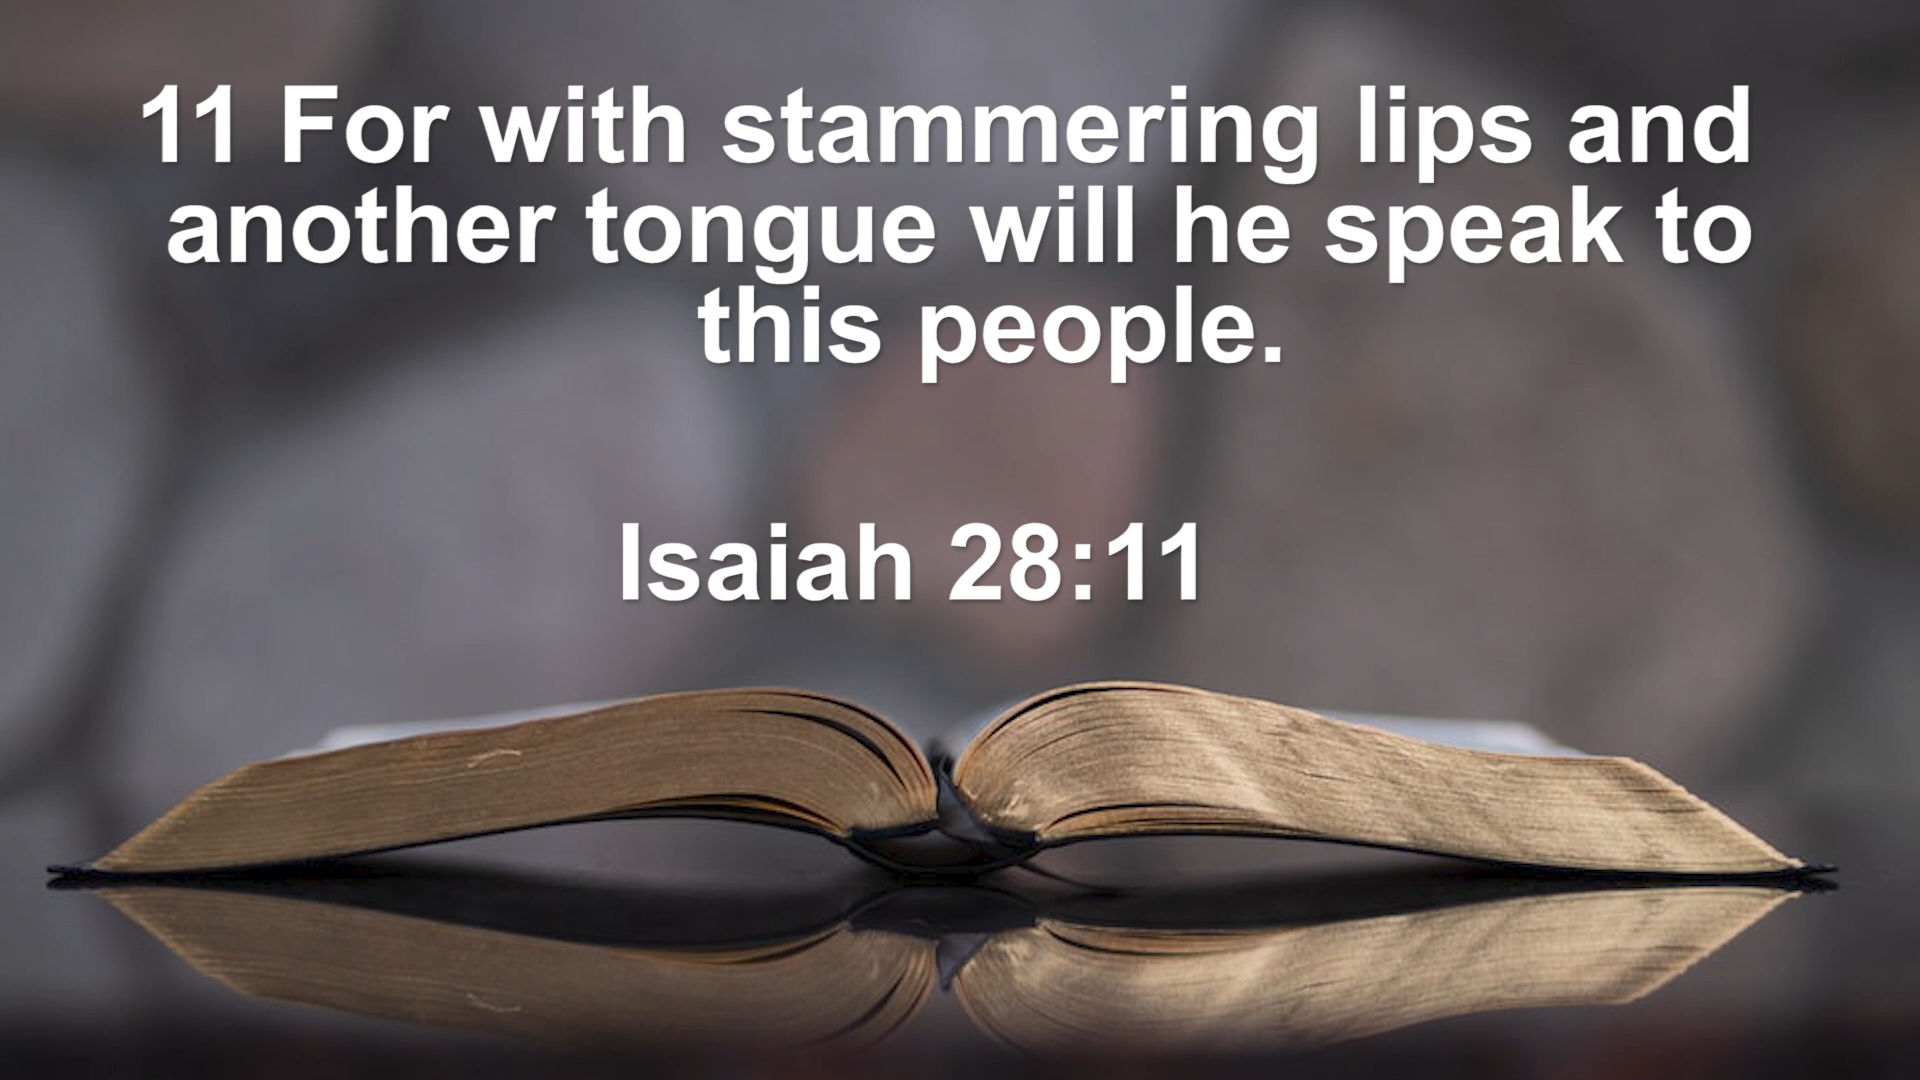 11 For with stammering lips and
another tongue will he speak to
this people.
Isaiah 28:11